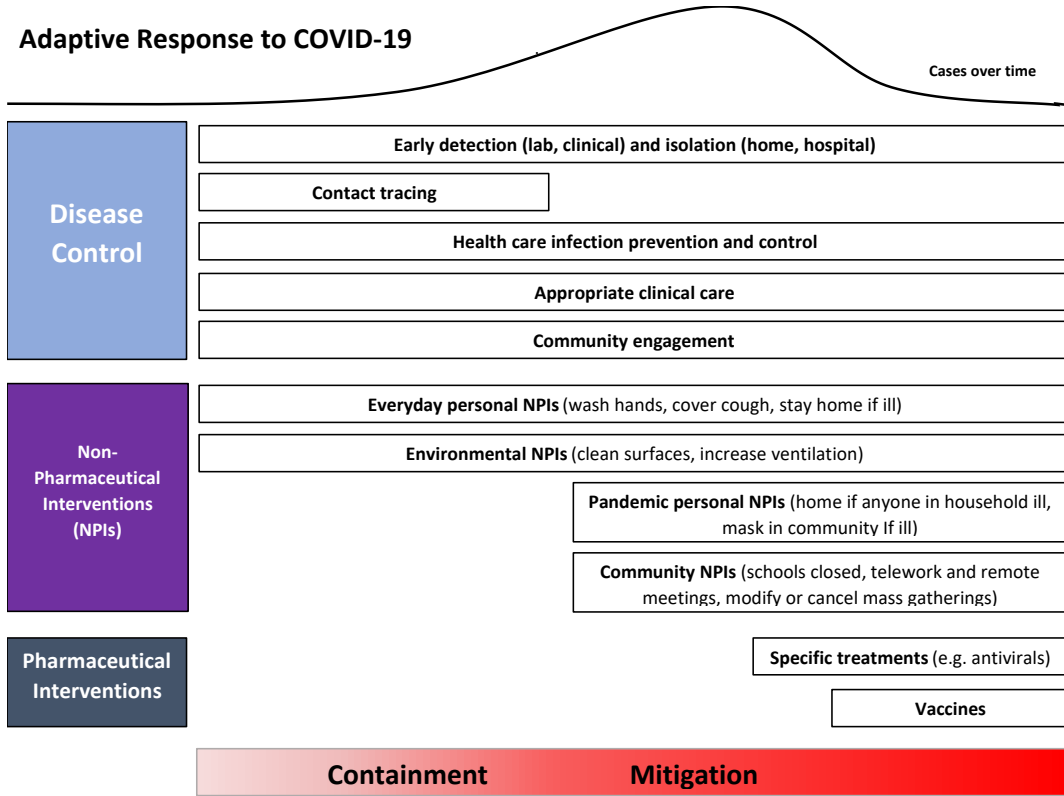 Adaptive Response to COVID-19
Cases over time
Disease
Control
Early detection (lab, clinical) and isolation (home, hospital)
Contact tracing
Health care infection prevention and control
Appropriate clinical care
Community engagement
Non-
Pharmaceutical
Interventions
(NPIs)
Everyday personal NPIs (wash hands, cover cough, stay home if ill)
Environmental NPIs (clean surfaces, increase ventilation)
Pandemic personal NPIs (home if anyone in household ill,
mask in community If ill)
Community NPIs (schools closed, telework and remote
meetings, modify or cancel mass gatherings)
Pharmaceutical
Interventions
Specific treatments (e.g. antivirals)
Vaccines
Containment
Mitigation